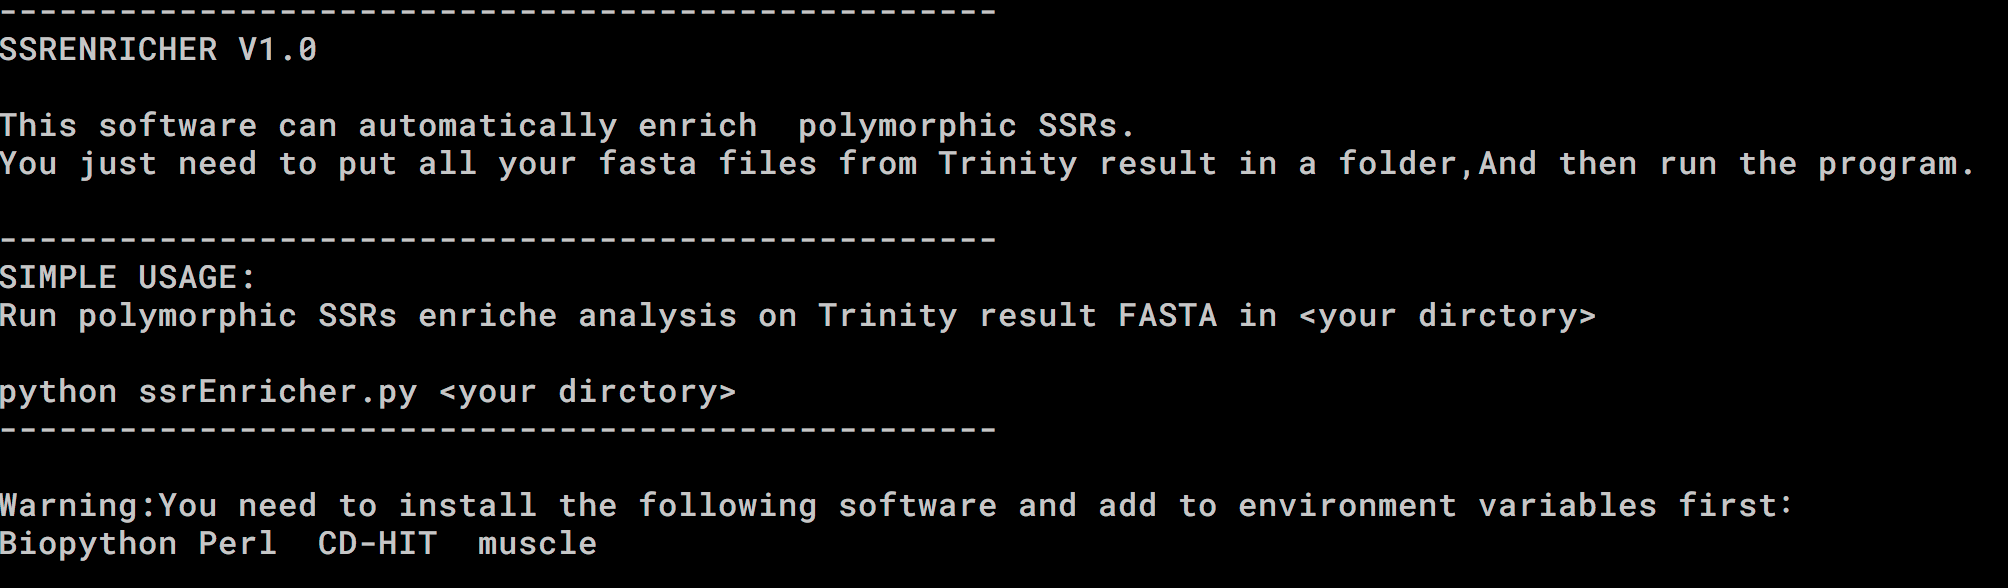 --------------------------------------------------
SSRENRICHER V1.0
This software can automatically enrich  polymorphic SSRs.
You just need to put all your fasta files from Trinity result in a folder,And then run the program.
--------------------------------------------------
SIMPLE USAGE:
Run polymorphic SSRs enriche analysis on Trinity result FASTA in <your dirctory>
python ssrEnricher.py <your dirctory>
--------------------------------------------------
Warning:You need to install the following software and add to environment variables first:
Biopython Perl  CD-HIT  muscle